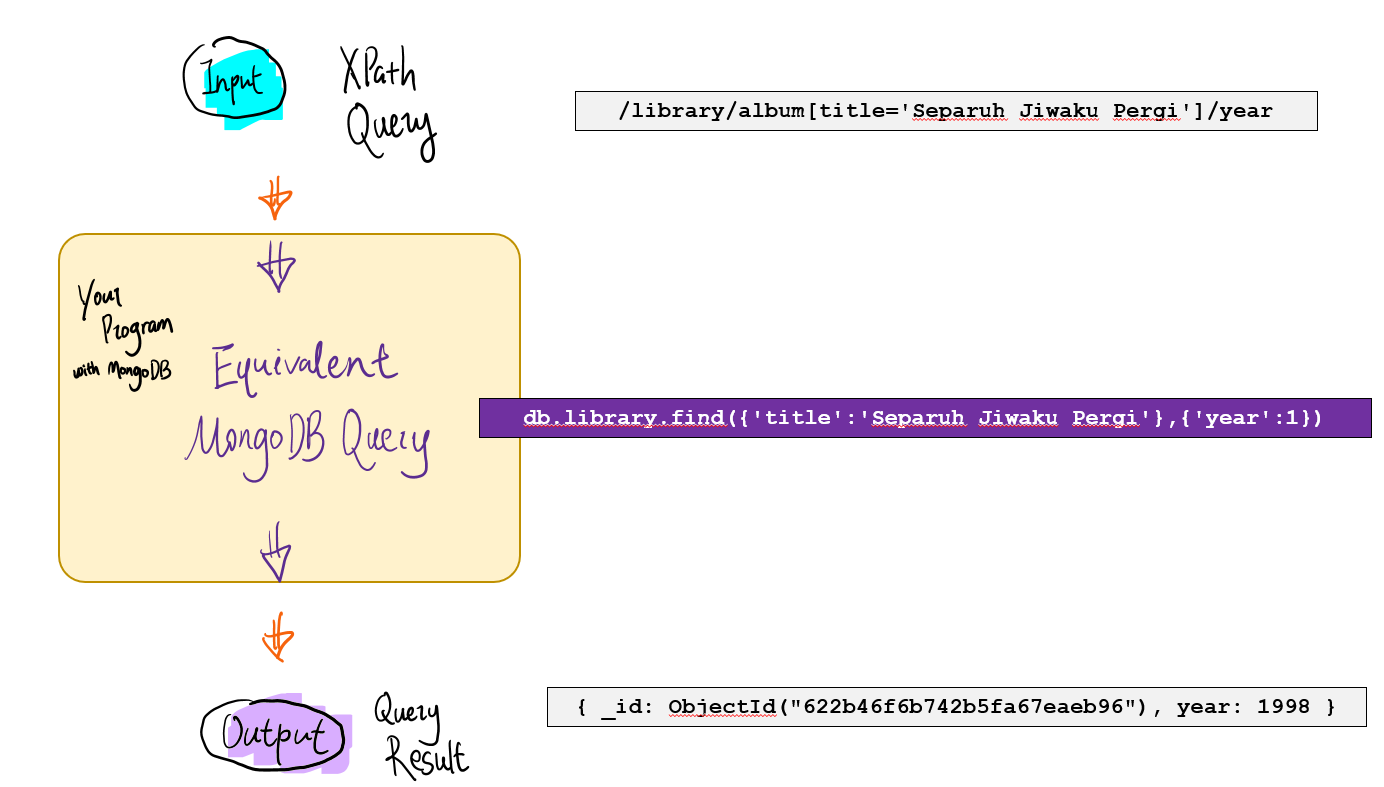 Input
XPath
Query
/library/album[title='Separuh Jiwaku Pergi']/year
Your
Program
with MongoDB
Equivalent
MongoDB Query
db.library.find({'title':'Separuh Jiwaku Pergi'},{'year':1})
Output
Query
Result
{ _id: ObjectId("622b46f6b742b5fa67eaeb96"), year: 1998 }